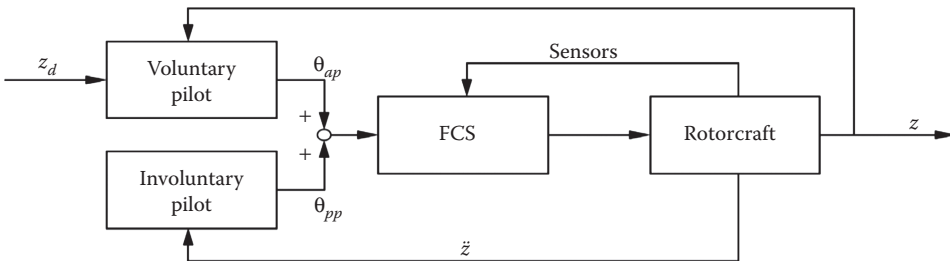 Sensors
z_d
Voluntary
pilot
θ_ap
+
+
FCS
Rotorcraft
z
Involuntary
pilot
θ_pp
z̈